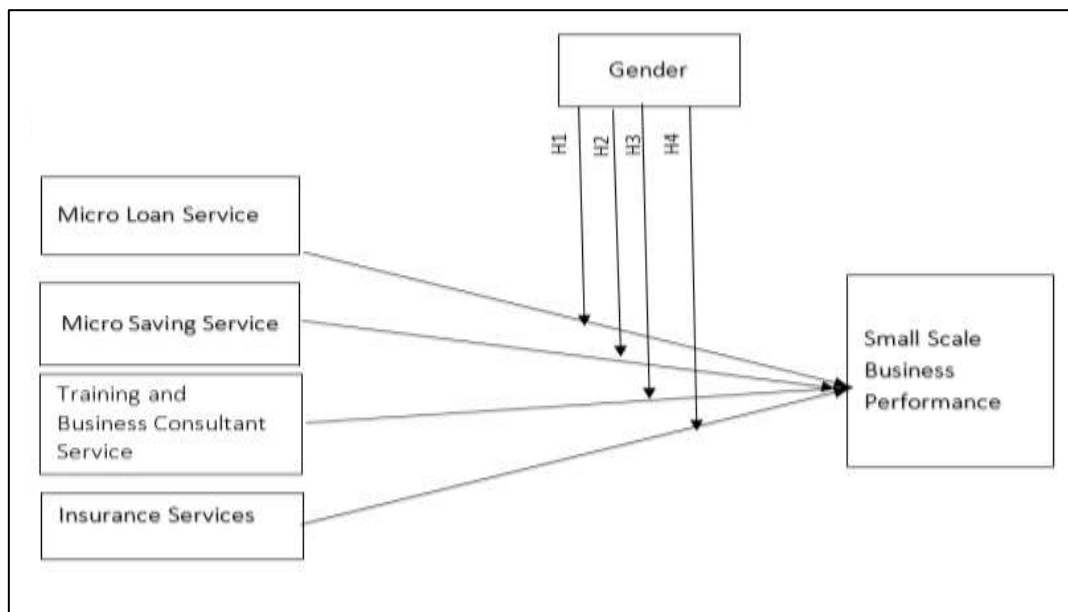 Gender
H1
H2
H3
H4
Micro Loan Service
Micro Saving Service
Training and
Business Consultant
Service
Insurance Services
Small Scale
Business
Performance